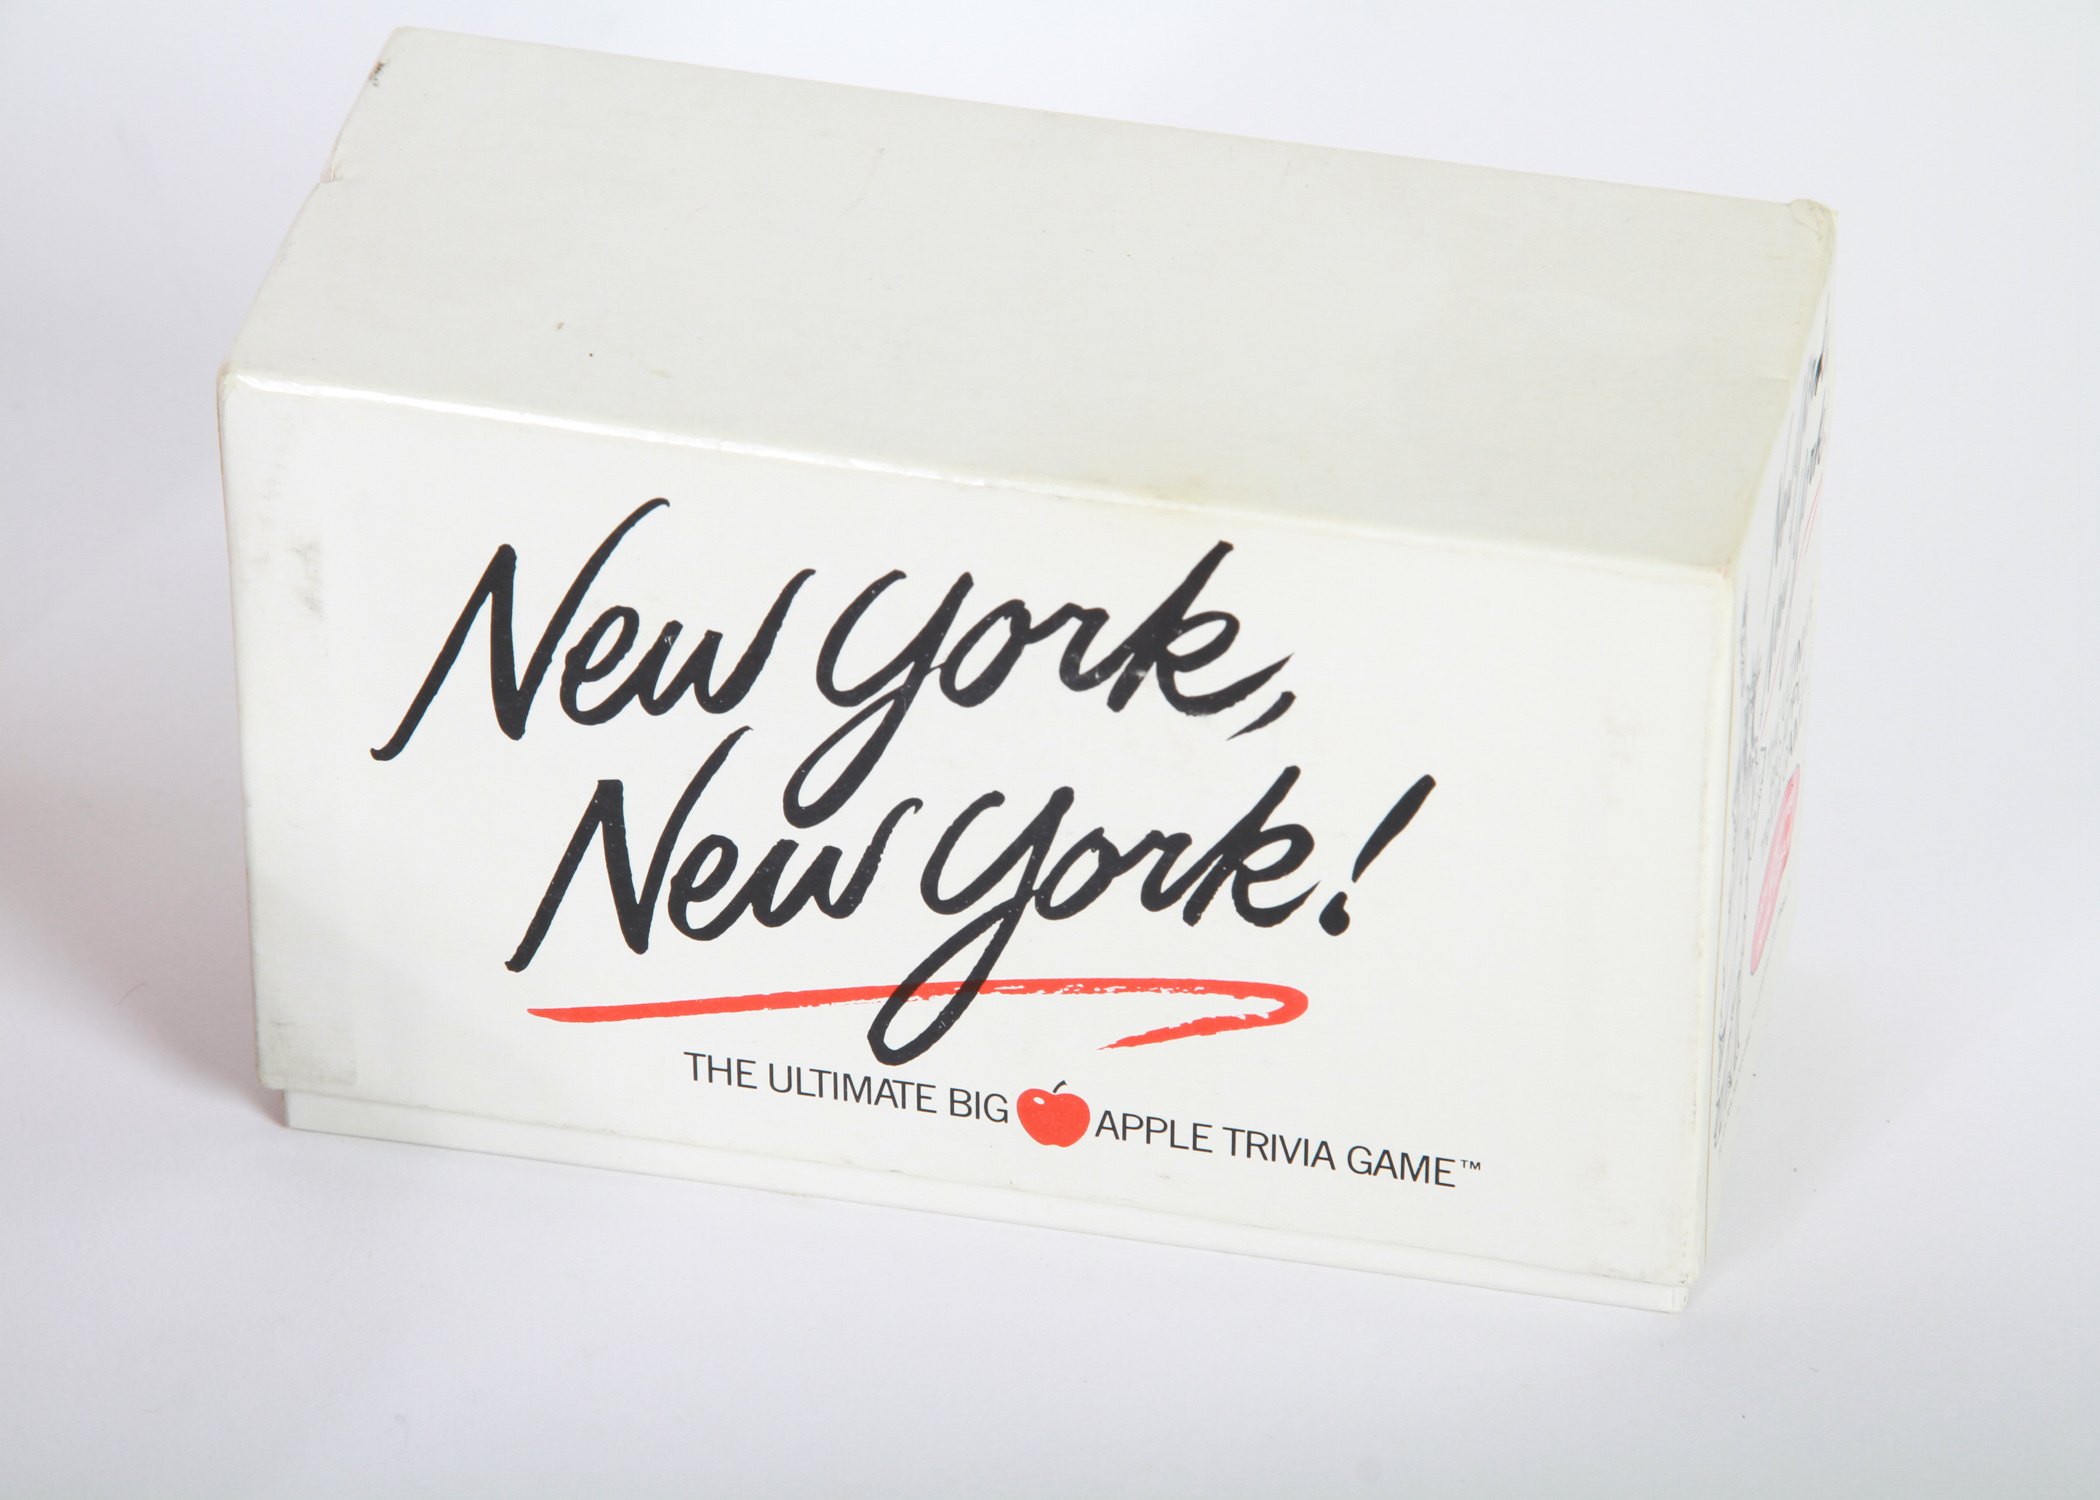 New York,
New York!
THE ULTIMATE BIG APPLE TRIVIA GAME™